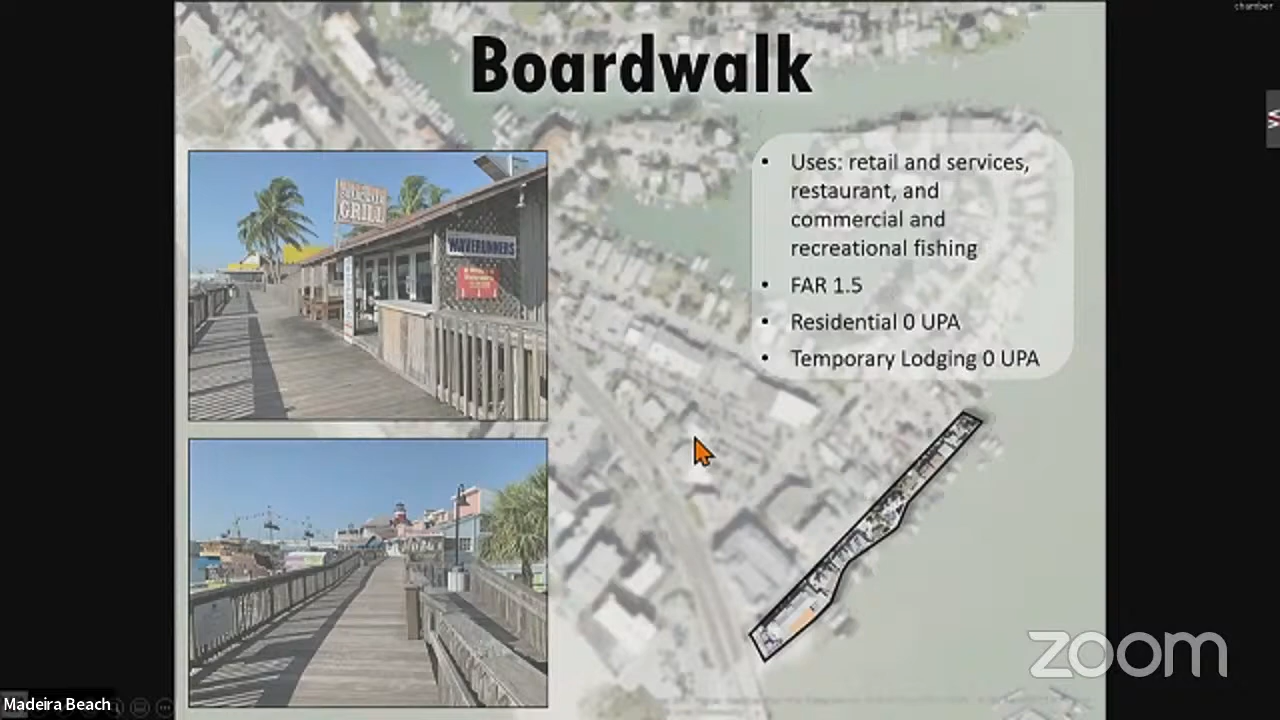 chamber
Boardwalk
• Uses: retail and services,
restaurant, and
commercial and
recreational fishing
• FAR 1.5
• Residential 0 UPA
• Temporary Lodging 0 UPA
GRILL
WAVERUNNERS
zoom
Madeira Beach